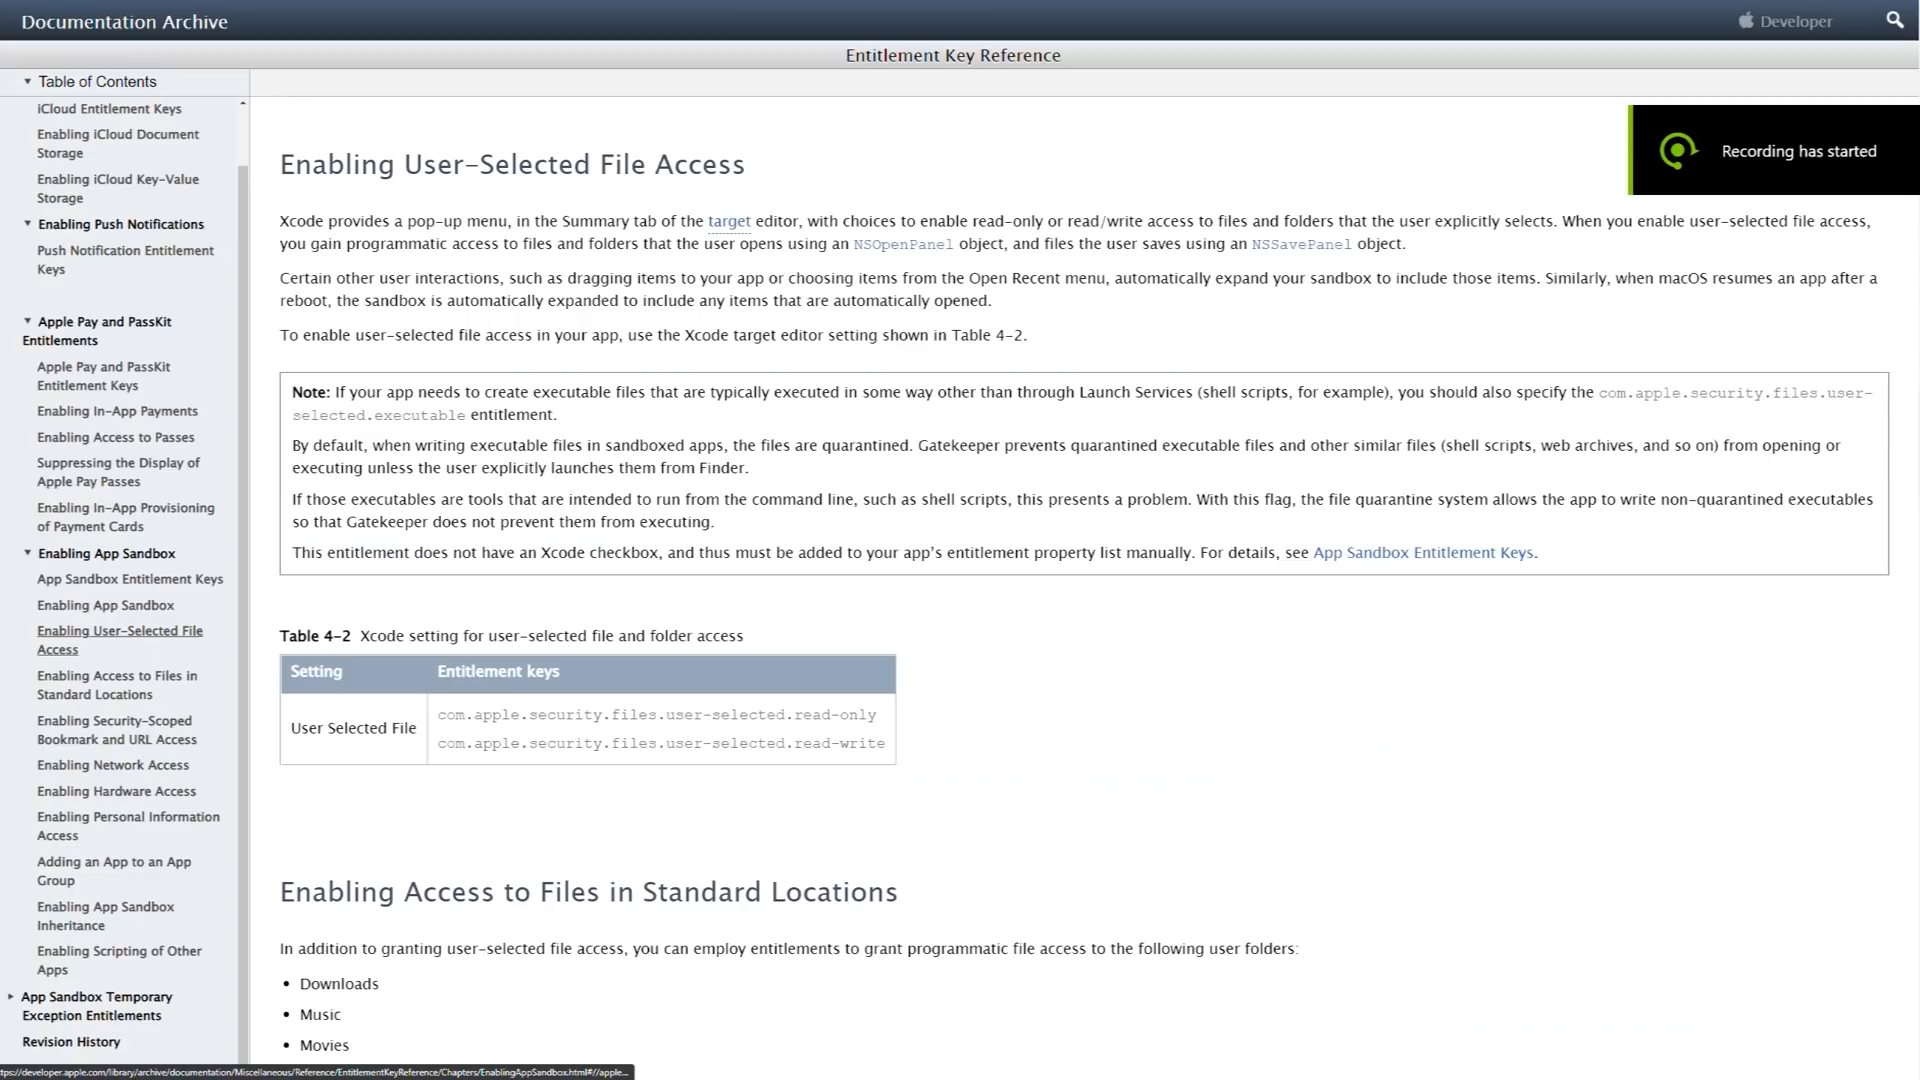 Documentation Archive
Developer
Entitlement Key Reference
Table of Contents
iCloud Entitlement Keys
Enabling iCloud Document
Storage
Enabling iCloud Key-Value
Storage
Enabling Push Notifications
Push Notification Entitlement
Keys
Apple Pay and PassKit
Entitlements
Apple Pay and PassKit
Entitlement Keys
Enabling In-App Payments
Enabling Access to Passes
Suppressing the Display of
Apple Pay Passes
Enabling In-App Provisioning
of Payment Cards
Enabling App Sandbox
App Sandbox Entitlement Keys
Enabling App Sandbox
Enabling User-Selected File
Access
Enabling Access to Files in
Standard Locations
Enabling Security-Scoped
Bookmark and URL Access
Enabling Network Access
Enabling Hardware Access
Enabling Personal Information
Access
Adding an App to an App
Group
Enabling App Sandbox
Inheritance
Enabling Scripting of Other
Apps
App Sandbox Temporary
Exception Entitlements
Revision History
Recording has started
Enabling User-Selected File Access
Xcode provides a pop-up menu, in the Summary tab of the target editor, with choices to enable read-only or read/write access to files and folders that the user explicitly selects. When you enable user-selected file access,
you gain programmatic access to files and folders that the user opens using an NSOpenPanel object, and files the user saves using an NSSavePanel object.
Certain other user interactions, such as dragging items to your app or choosing items from the Open Recent menu, automatically expand your sandbox to include those items. Similarly, when macOS resumes an app after a
reboot, the sandbox is automatically expanded to include any items that are automatically opened.
To enable user-selected file access in your app, use the Xcode target editor setting shown in Table 4-2.
Note: If your app needs to create executable files that are typically executed in some way other than through Launch Services (shell scripts, for example), you should also specify the com.apple.security.files.user-
selected.executable entitlement.
By default, when writing executable files in sandboxed apps, the files are quarantined. Gatekeeper prevents quarantined executable files and other similar files (shell scripts, web archives, and so on) from opening or
executing unless the user explicitly launches them from Finder.
If those executables are tools that are intended to run from the command line, such as shell scripts, this presents a problem. With this flag, the file quarantine system allows the app to write non-quarantined executables
so that Gatekeeper does not prevent them from executing.
This entitlement does not have an Xcode checkbox, and thus must be added to your app's entitlement property list manually. For details, see App Sandbox Entitlement Keys.
Table 4-2 Xcode setting for user-selected file and folder access
Setting Entitlement keys
User Selected File
com.apple.security.files.user-selected.read-only
com.apple.security.files.user-selected.read-write
Enabling Access to Files in Standard Locations
In addition to granting user-selected file access, you can employ entitlements to grant programmatic file access to the following user folders:
• Downloads
• Music
• Movies
tps://developer.apple.com/library/archive/documentation/Miscellaneous/Reference/EntitlementKeyReference/Chapters/EnablingAppSandbox.html#//apple...